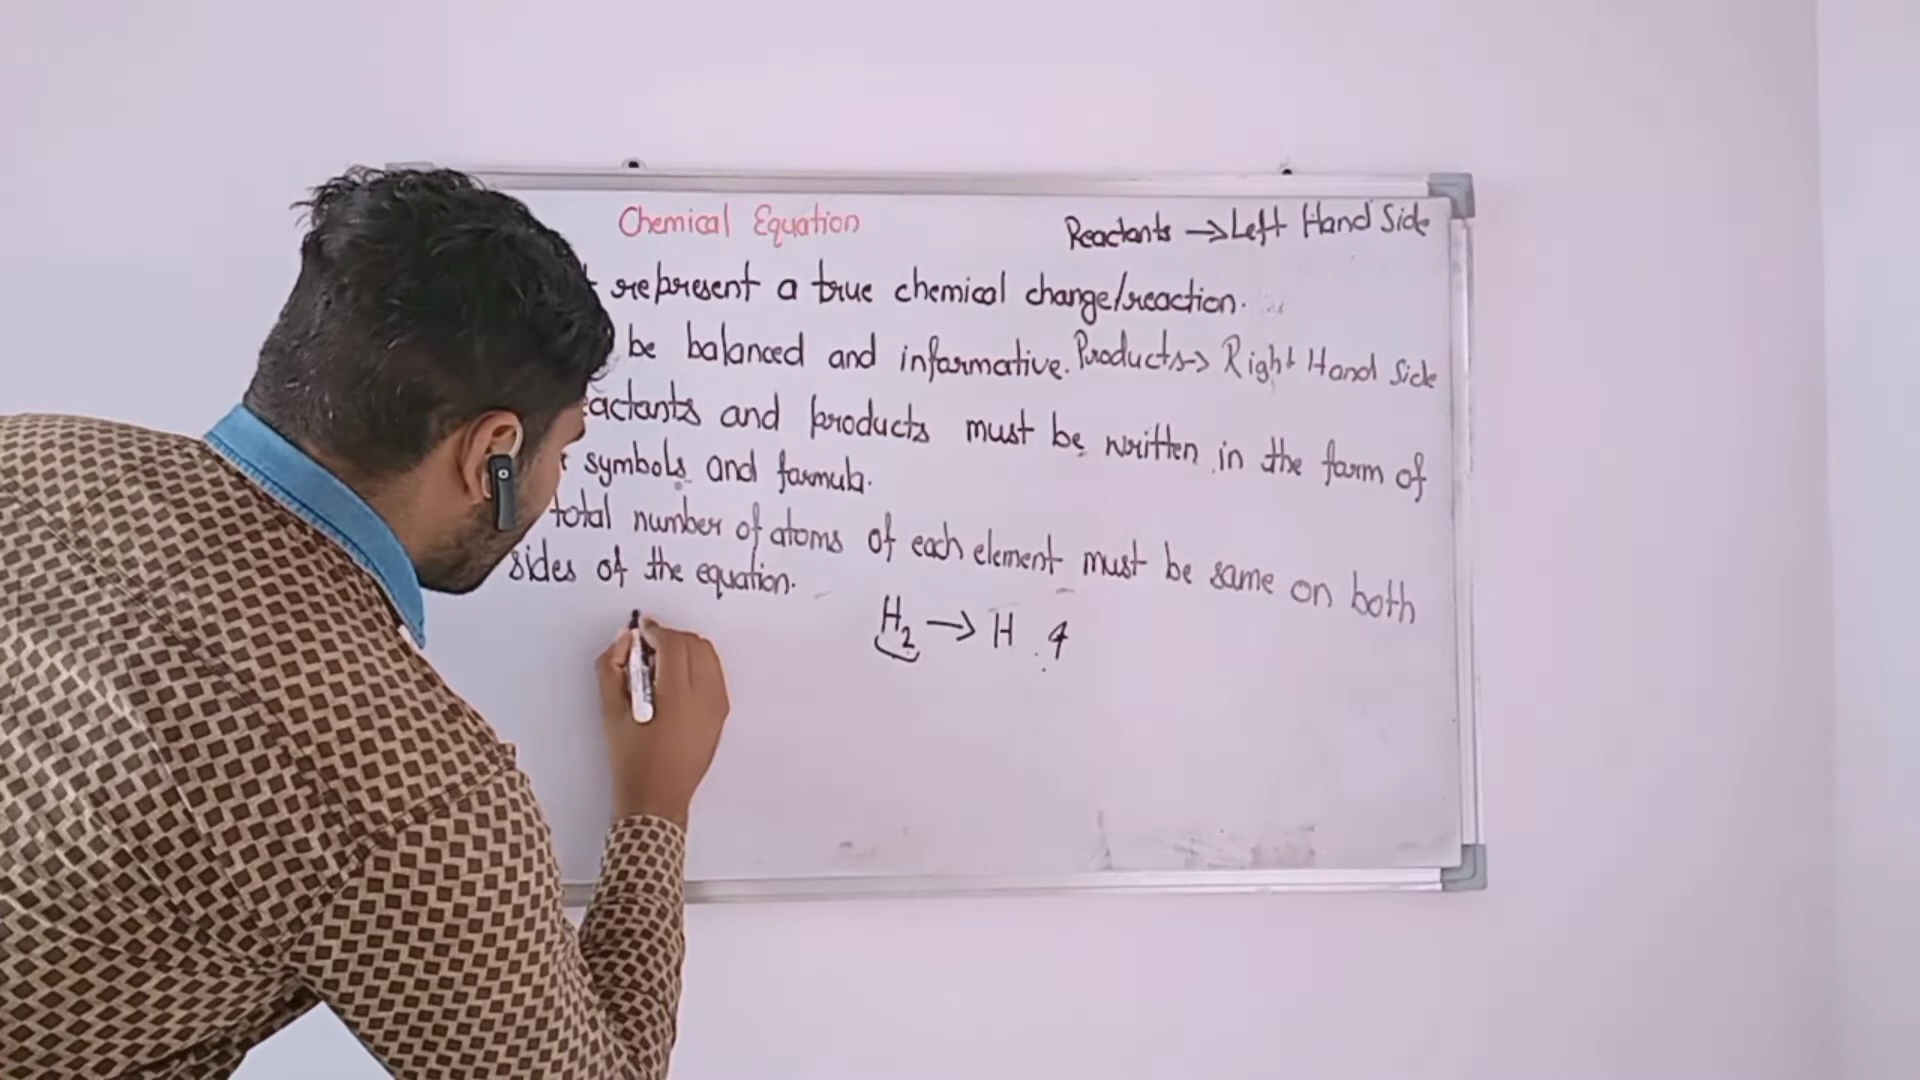 Chemical Equation
Reactants → Left Hand Side
represent a true chemical change/reaction.
be balanced and informative. Products → Right Hand Side
actants and products must be written in the form of
symbols and formula.
total number of atoms of each element must be same on both
sides of the equation.
H₂ → H 4